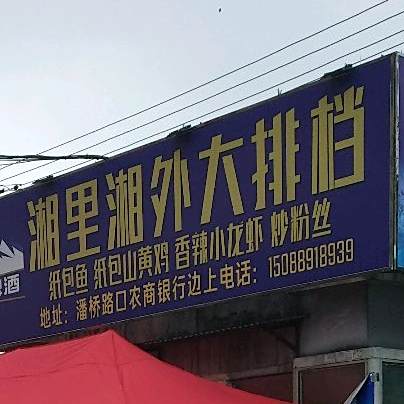 湘里湘外大排档
纸包鱼 纸包山黄鸡 香辣小龙虾 炒粉丝
地址：潘桥路口农商银行边上电话：15088918939
酒